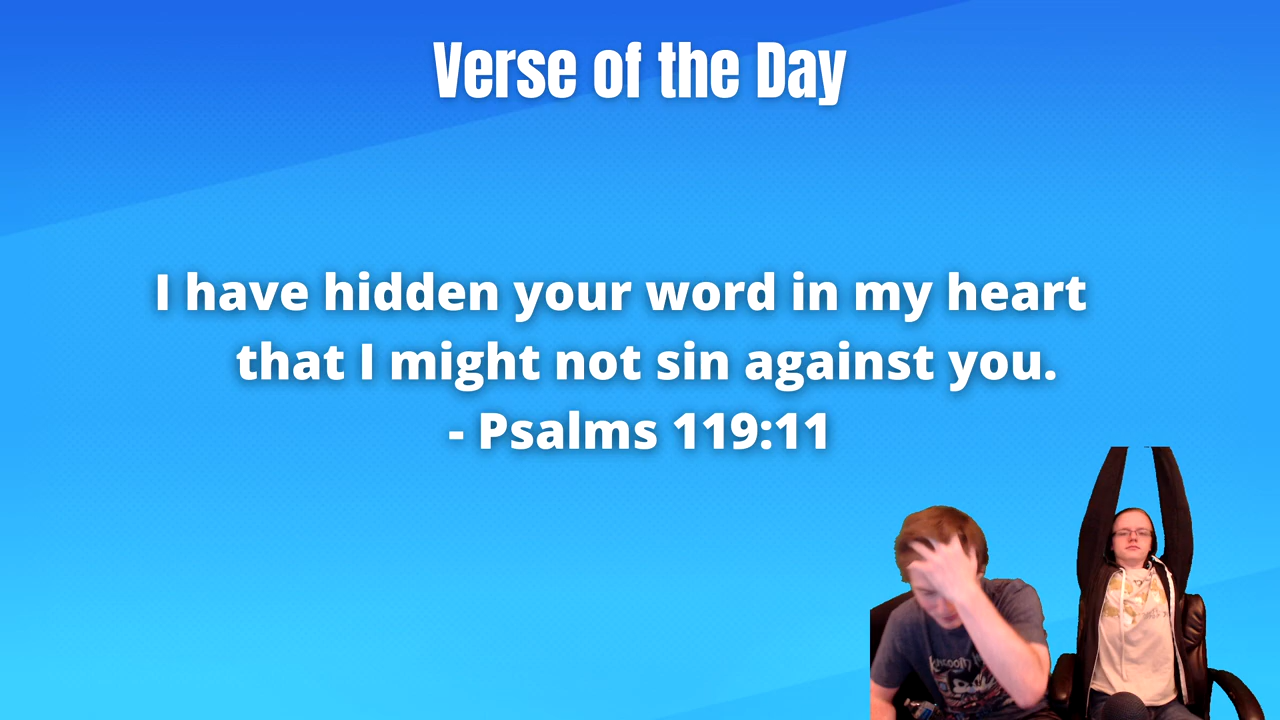 Verse of the Day
I have hidden your word in my heart
that I might not sin against you.
- Psalms 119:11